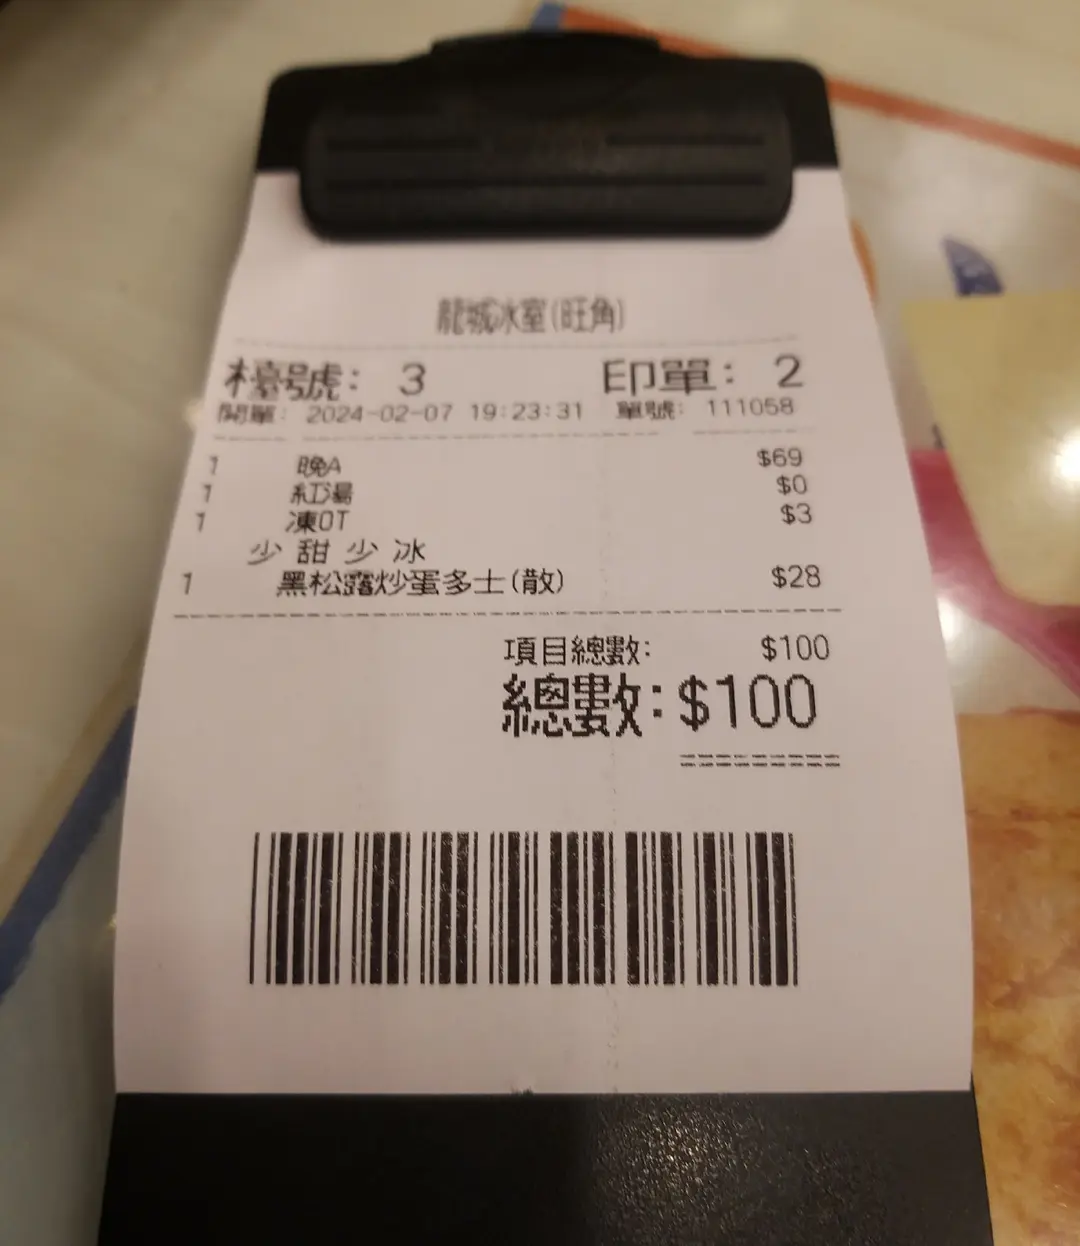 龍城冰室(旺角)
檯號: 3 印單: 2
開單: 2024-02-07 19:23:31 單號: 111058
1 晚A $69
1 紅湯 $0
1 凍OT $3
少甜少冰
1 黑松露炒蛋多士(散) $28
項目總數: $100
總數: $100